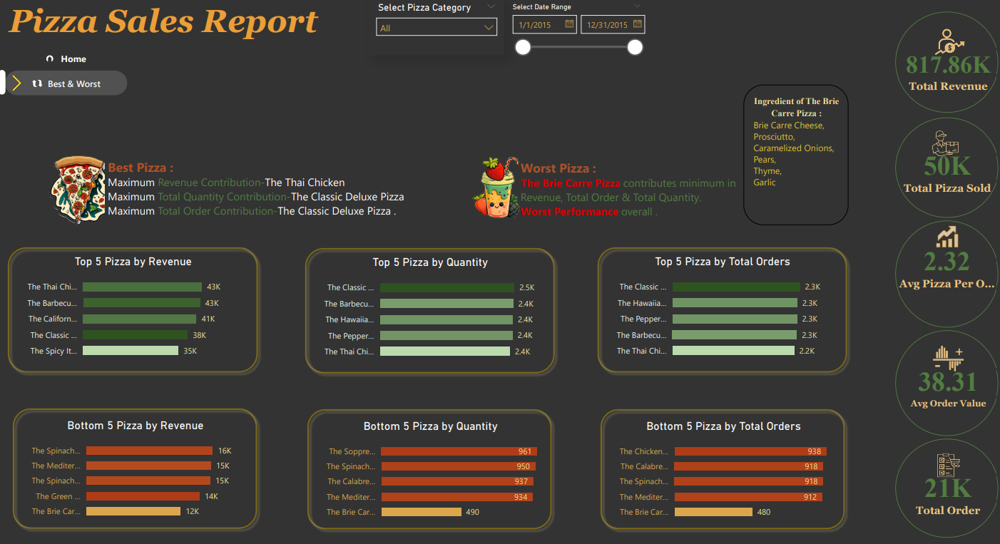 Pizza Sales Report
Select Pizza Category
All
Select Date Range
1/1/2015
12/31/2015
Home
Best & Worst
817.86K
Total Revenue
50K
Total Pizza Sold
2.32
Avg Pizza Per O...
38.31
Avg Order Value
21K
Total Order
Ingredient of The Brie
Carre Pizza :
Brie Carre Cheese,
Prosciutto,
Caramelized Onions,
Pears,
Thyme,
Garlic
Best Pizza :
Maximum Revenue Contribution-The Thai Chicken
Maximum Total Quantity Contribution-The Classic Deluxe Pizza
Maximum Total Order Contribution-The Classic Deluxe Pizza .
Worst Pizza :
The Brie Carre Pizza contributes minimum in
Revenue, Total Order & Total Quantity.
Worst Performance overall .
Top 5 Pizza by Revenue
The Thai Chi... 43K
The Barbecu... 43K
The Californ... 41K
The Classic ... 38K
The Spicy It... 35K
Top 5 Pizza by Quantity
The Classic ... 2.5K
The Barbecu... 2.4K
The Hawaiia... 2.4K
The Pepper... 2.4K
The Thai Chi... 2.4K
Top 5 Pizza by Total Orders
The Classic ... 2.3K
The Hawaiia... 2.3K
The Pepper... 2.3K
The Barbecu... 2.3K
The Thai Chi... 2.2K
Bottom 5 Pizza by Revenue
The Spinach... 16K
The Mediter... 15K
The Spinach... 15K
The Green ... 14K
The Brie Car... 12K
Bottom 5 Pizza by Quantity
The Soppre... 961
The Spinach... 950
The Calabre... 937
The Mediter... 934
The Brie Car... 490
Bottom 5 Pizza by Total Orders
The Chicken... 938
The Calabre... 918
The Spinach... 918
The Mediter... 912
The Brie Car... 480